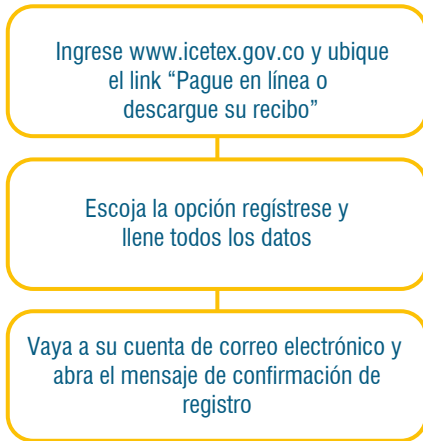 Ingrese www.icetex.gov.co y ubique
el link “Pague en línea o
descargue su recibo”
Escoja la opción regístrese y
llene todos los datos
Vaya a su cuenta de correo electrónico y
abra el mensaje de confirmación de
registro